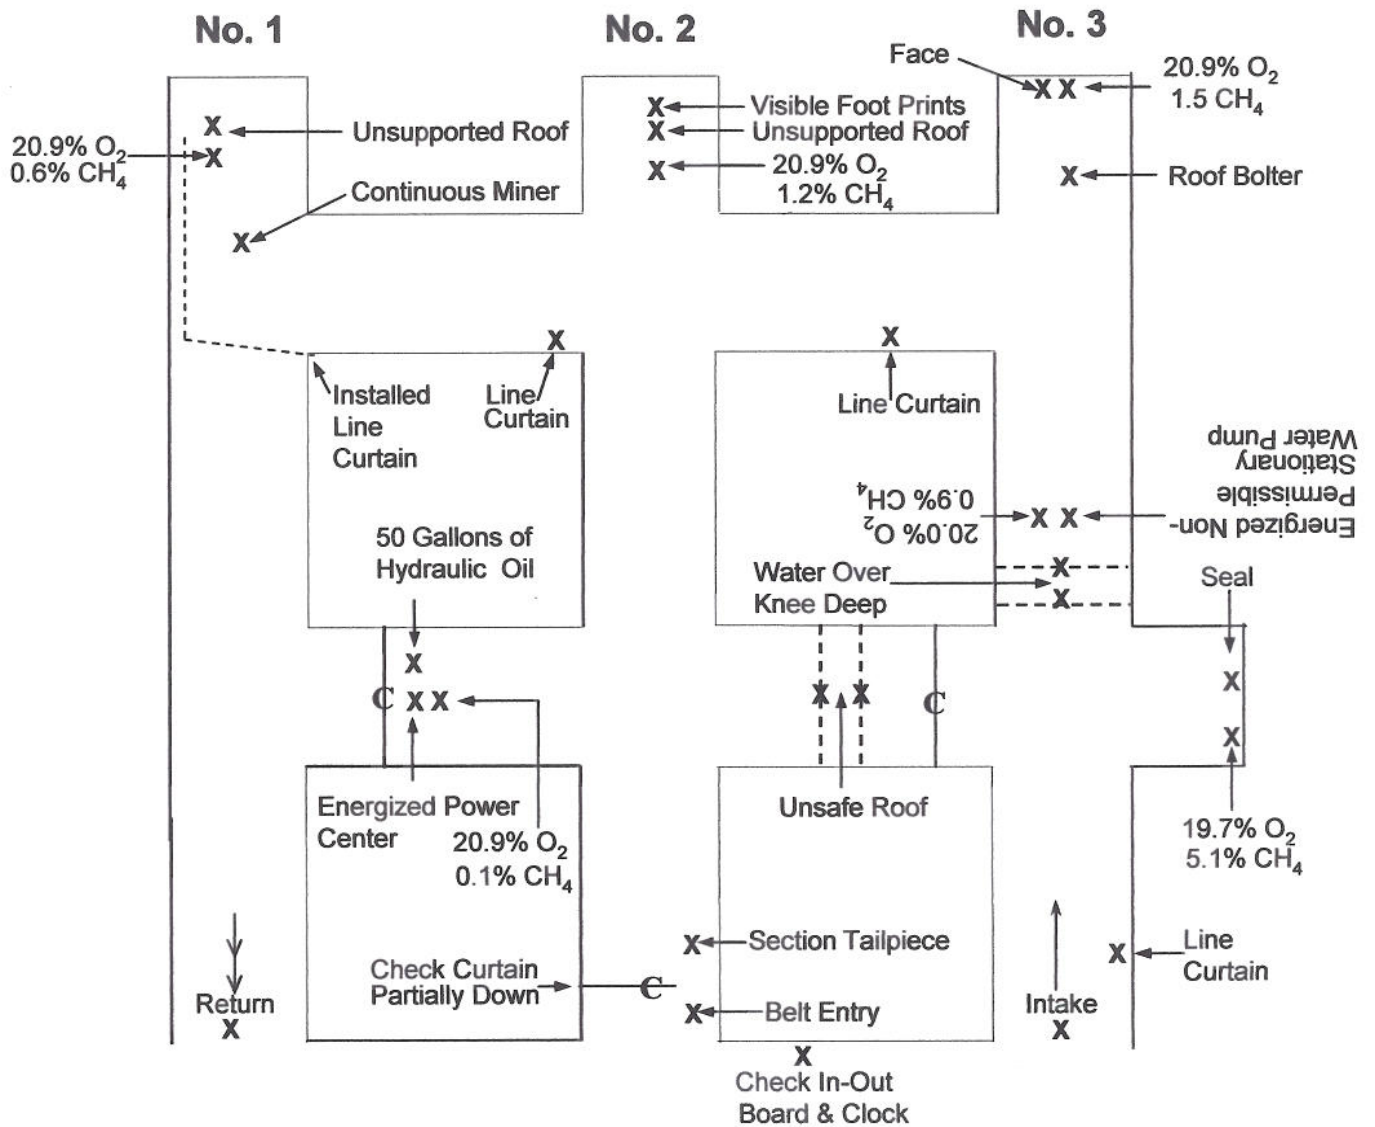 No. 1
No. 2
No. 3
Face
20.9% O2
1.5 CH4
Visible Foot Prints
Unsupported Roof
20.9% O2
1.2% CH4
X
X
X
X X
X
Roof Bolter
X
Unsupported Roof
20.9% O2
0.6% CH4
X
Continuous Miner
X
X
X
Installed
Line
Curtain
Line
Curtain
Line Curtain
Energized Non-
Permissible
Stationary
Water Pump
20.0% O2
0.9% CH4
X X
50 Gallons of
Hydraulic Oil
Water Over
Knee Deep
X
X
Seal
X
X
X
C X X
X X
C
Energized Power
Center
20.9% O2
0.1% CH4
Unsafe Roof
19.7% O2
5.1% CH4
X
Section Tailpiece
X
Line
Curtain
Check Curtain
Partially Down
C
X
Belt Entry
Return
X
Intake
X
X
Check In-Out
Board & Clock